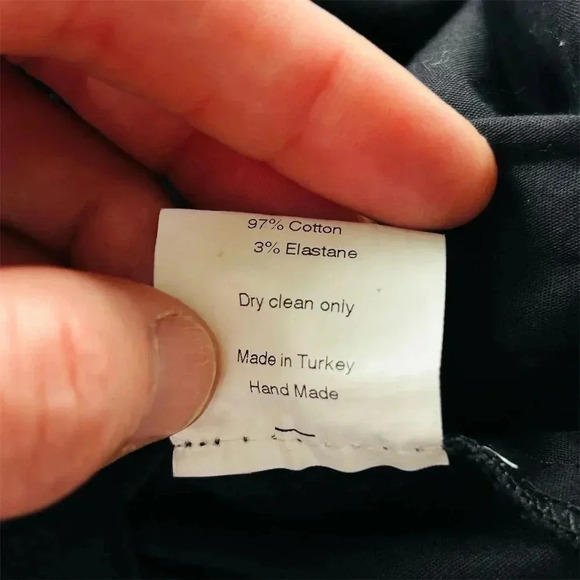 97% Cotton
3% Elastane
Dry clean only
Made in Turkey
Hand Made